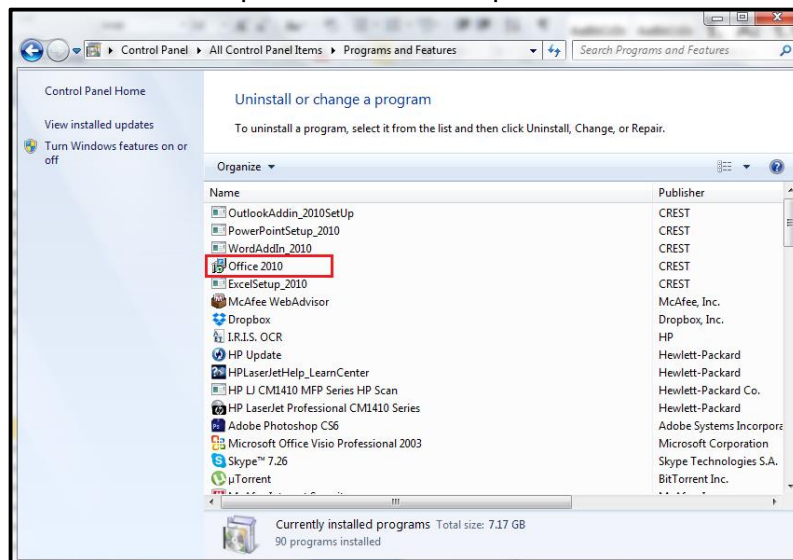 Control Panel ▸ All Control Panel Items ▸ Programs and Features
Search Programs and Features
Control Panel Home
View installed updates
Turn Windows features on or
off
Uninstall or change a program
To uninstall a program, select it from the list and then click Uninstall, Change, or Repair.
Organize
Name Publisher
OutlookAddin_2010SetUp CREST
PowerPointSetup_2010 CREST
WordAddIn_2010 CREST
Office 2010 CREST
ExcelSetup_2010 CREST
McAfee WebAdvisor McAfee, Inc.
Dropbox Dropbox, Inc.
I.R.I.S. OCR HP
HP Update Hewlett-Packard
HPLaserJetHelp_LearnCenter Hewlett-Packard
HP LJ CM1410 MFP Series HP Scan Hewlett-Packard Co.
HP LaserJet Professional CM1410 Series Hewlett-Packard
Adobe Photoshop CS6 Adobe Systems Incorpora
Microsoft Office Visio Professional 2003 Microsoft Corporation
Skype™ 7.26 Skype Technologies S.A.
µTorrent BitTorrent Inc.
Currently installed programs Total size: 7.17 GB
90 programs installed